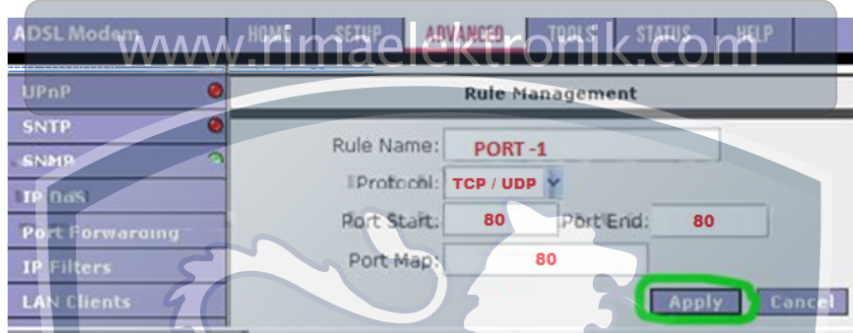 ADSL Modem HOME SETUP ADVANCED TOOLS STATUS HELP
www.rimaelektronik.com
UPnP
Rule Management
SNTP
Rule Name: PORT -1
SNMP
Protocol: TCP / UDP
IP QoS
Port Start: 80 Port End: 80
Port Forwarding
Port Map: 80
IP Filters
LAN Clients
Apply Cancel